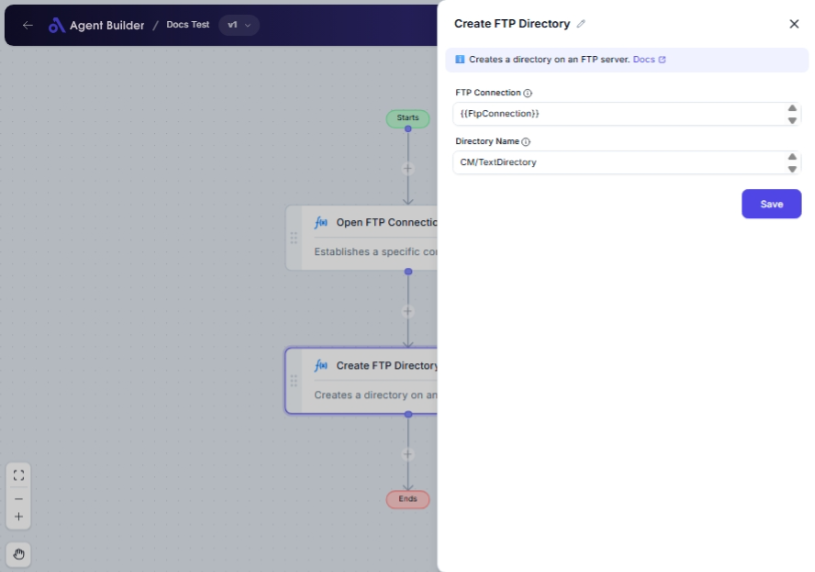 Agent Builder / Docs Test v1
Starts
Open FTP Connectio
Establishes a specific co
Create FTP Directory
Creates a directory on an
Ends
Create FTP Directory
Creates a directory on an FTP server. Docs
FTP Connection
{{FtpConnection}}
Directory Name
CM/TextDirectory
Save